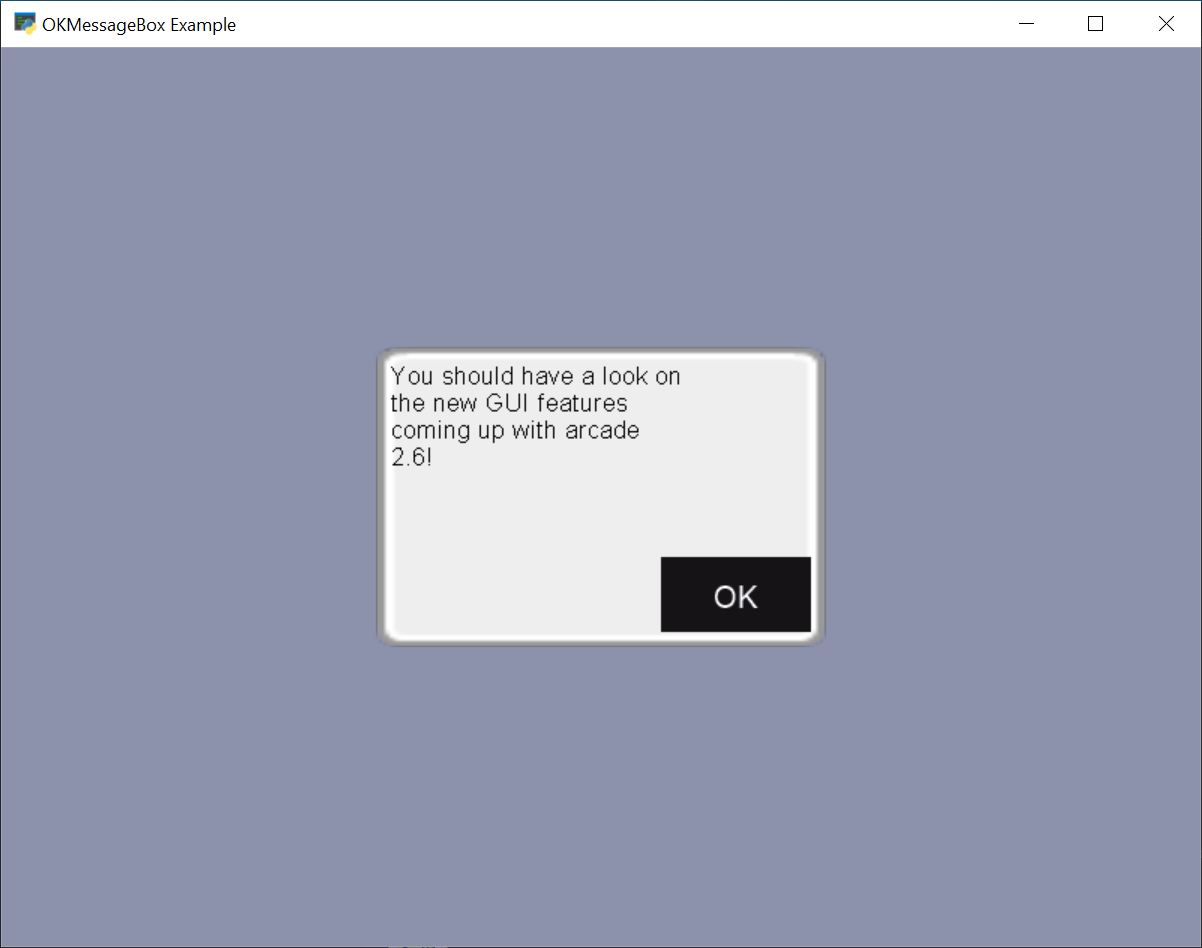 OKMessageBox Example
You should have a look on
the new GUI features
coming up with arcade
2.6!
OK